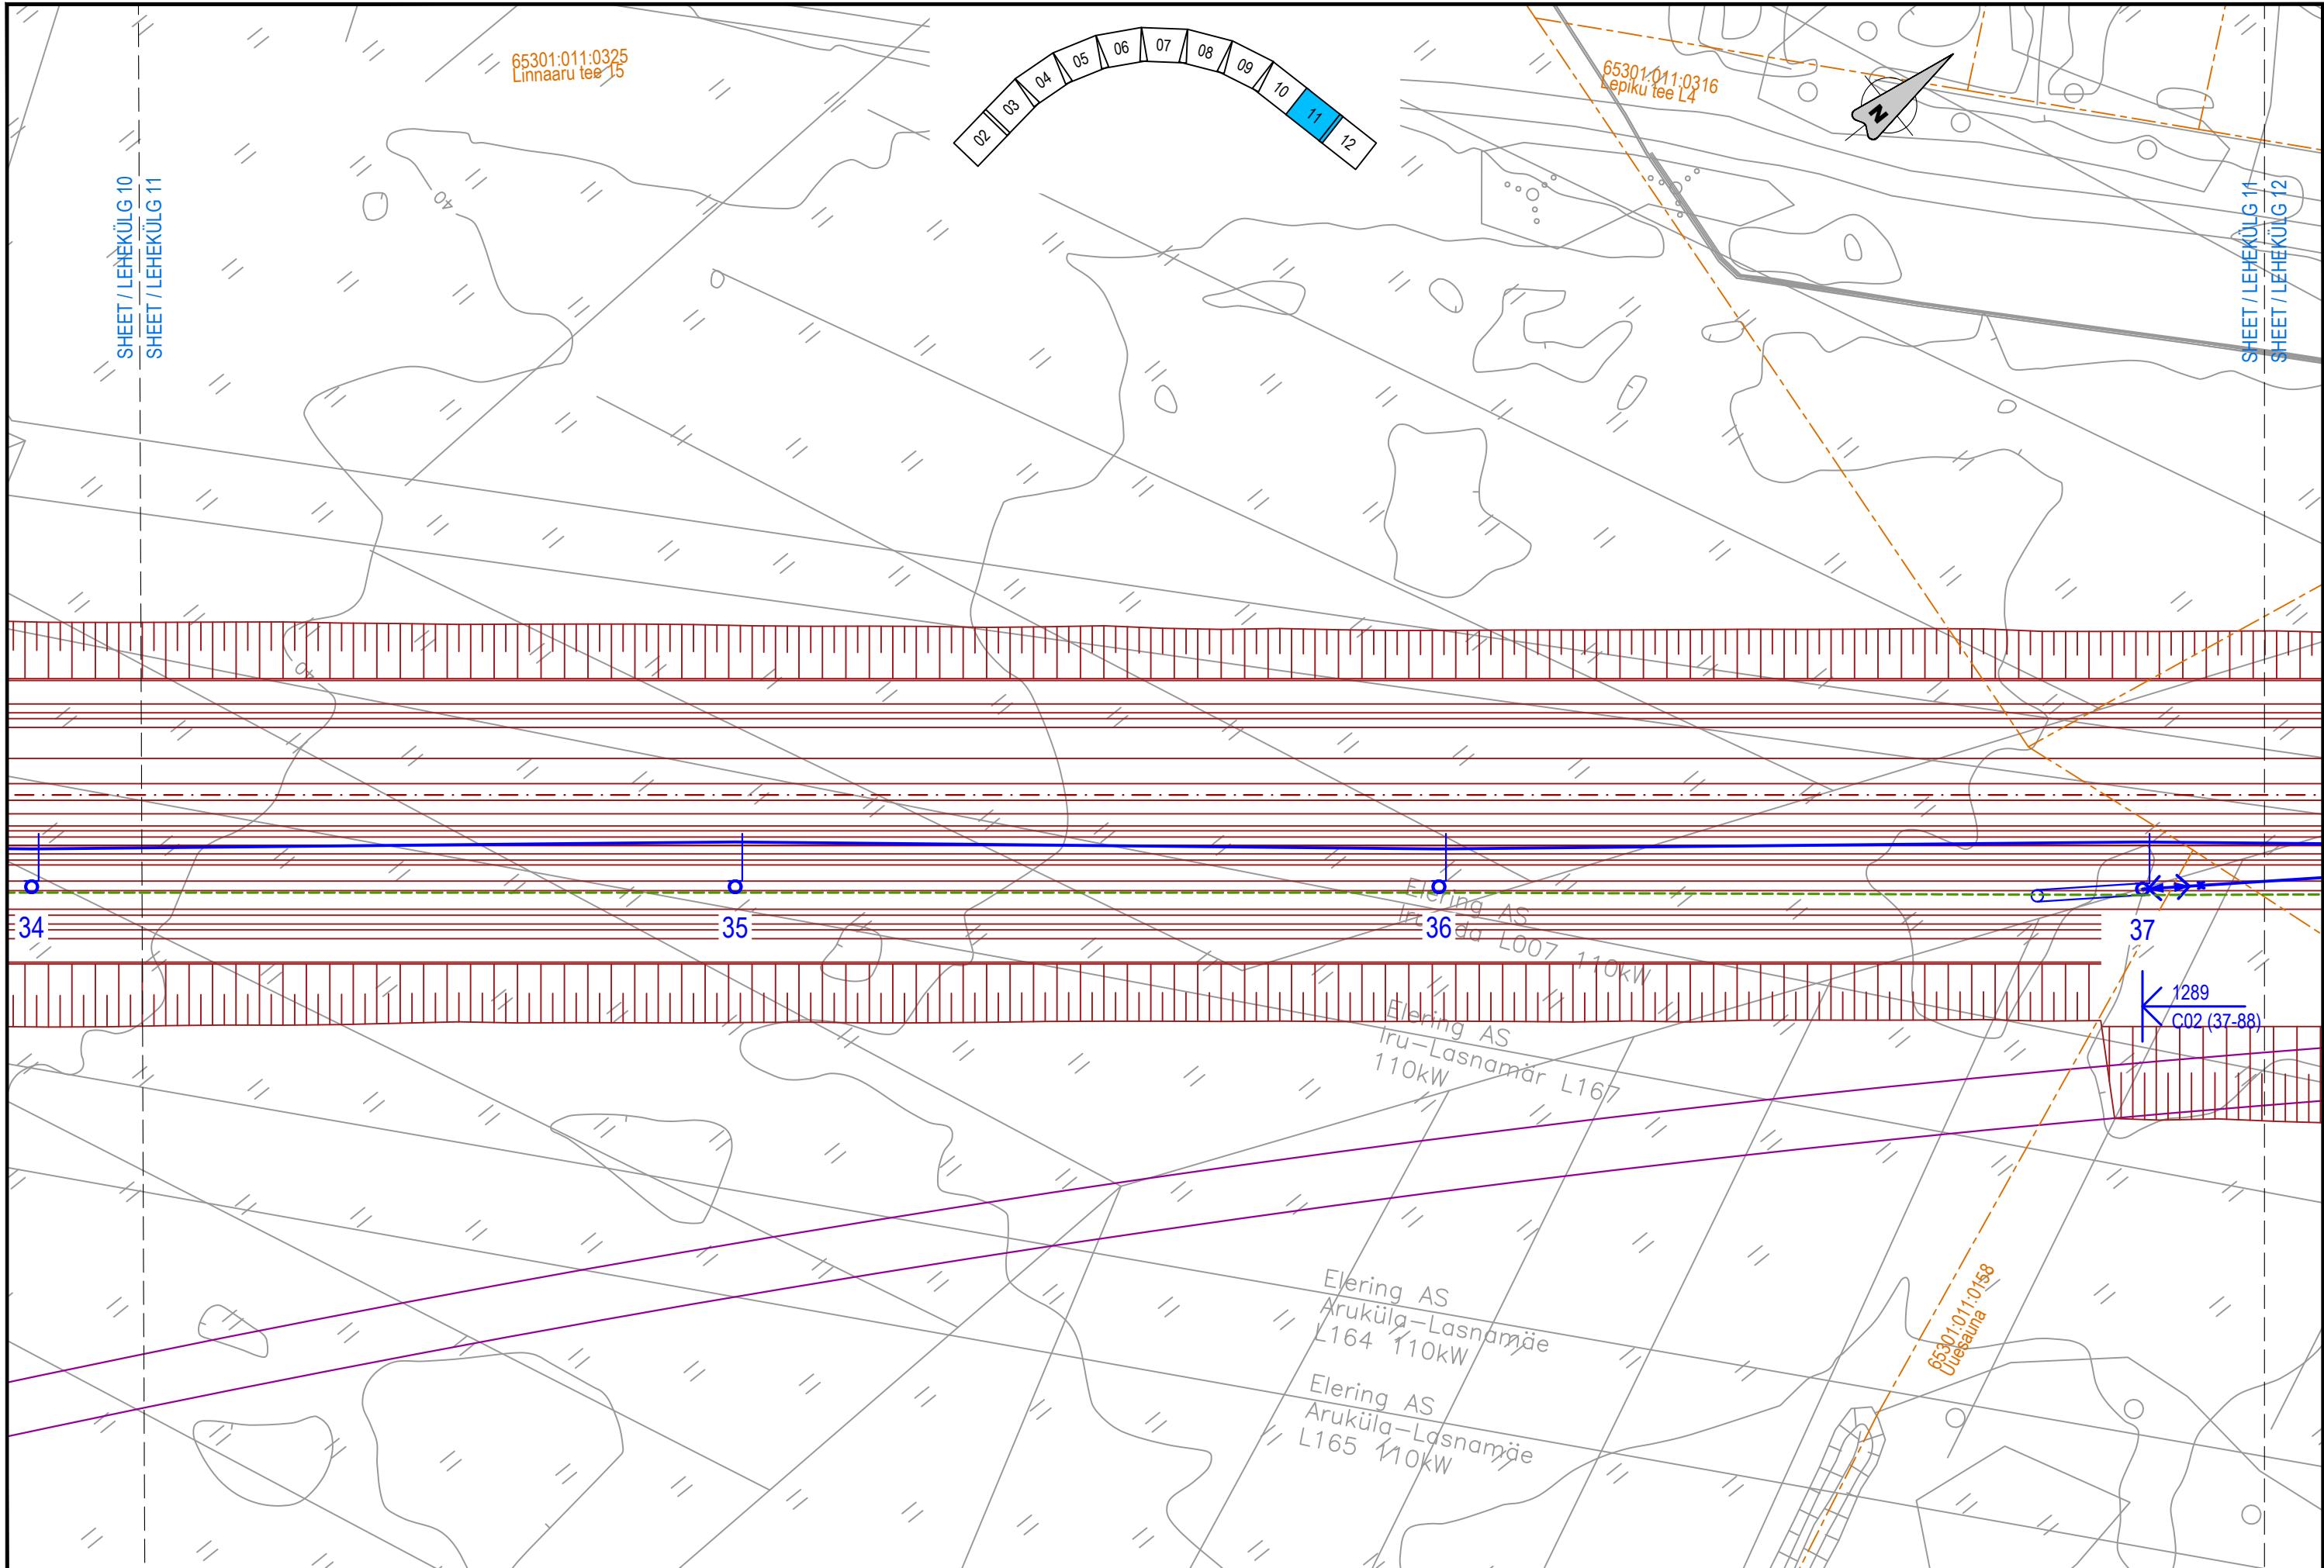 65301:011:0325
Linnaaru tee 15
02
03
04
05
06
07
08
09
10
11
12
65301:011:0316
Lepiku tee L4
N
SHEET / LEHEKÜLG 10
SHEET / LEHEKÜLG 11
SHEET / LEHEKÜLG 11
SHEET / LEHEKÜLG 12
40
40
34
35
36
37
Elering AS
L007 110kW
1289
C02 (37-88)
Elering AS
Iru-Lasnamär L167
110kW
Elering AS
Aruküla-Lasnamäe
L164 110kW
Elering AS
Aruküla-Lasnamäe
L165 110kW
65301:011:0158
Uuesauna